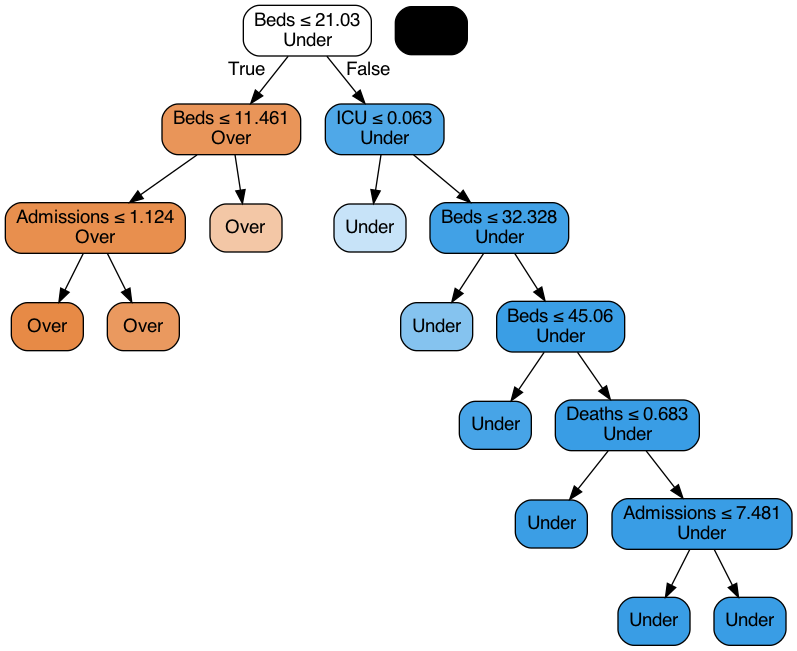 Beds ≤ 21.03
Under
True
False
Beds ≤ 11.461
Over
ICU ≤ 0.063
Under
Admissions ≤ 1.124
Over
Over
Under
Beds ≤ 32.328
Under
Over
Over
Under
Beds ≤ 45.06
Under
Under
Deaths ≤ 0.683
Under
Under
Admissions ≤ 7.481
Under
Under
Under